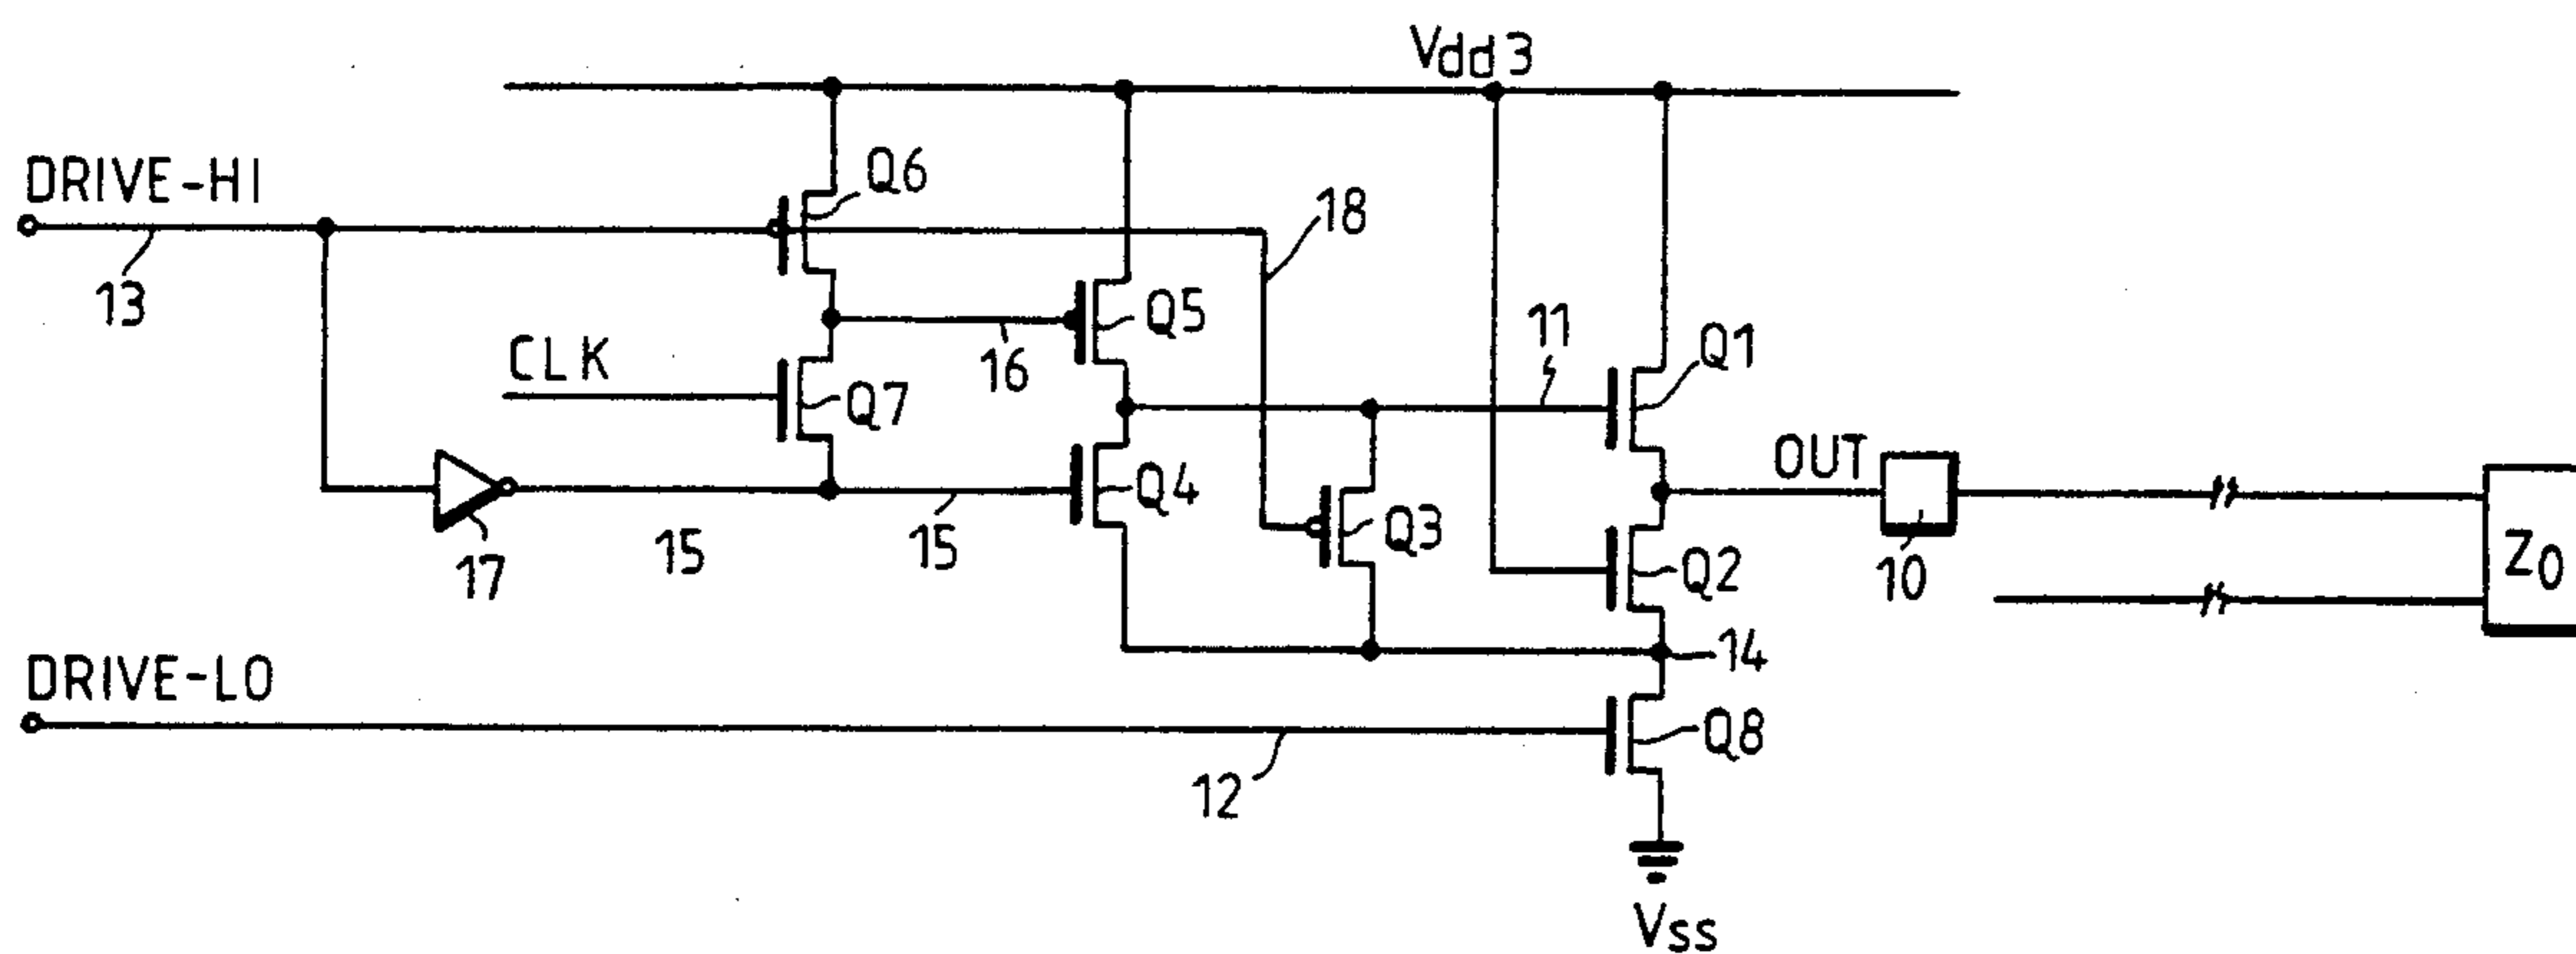 Vdd3
DRIVE-HI
Q6
18
13
Q5
11
Q1
CLK
16
Q7
OUT
Q4
Q3
Z0
17
15
15
Q2
10
14
DRIVE-LO
Q8
12
Vss